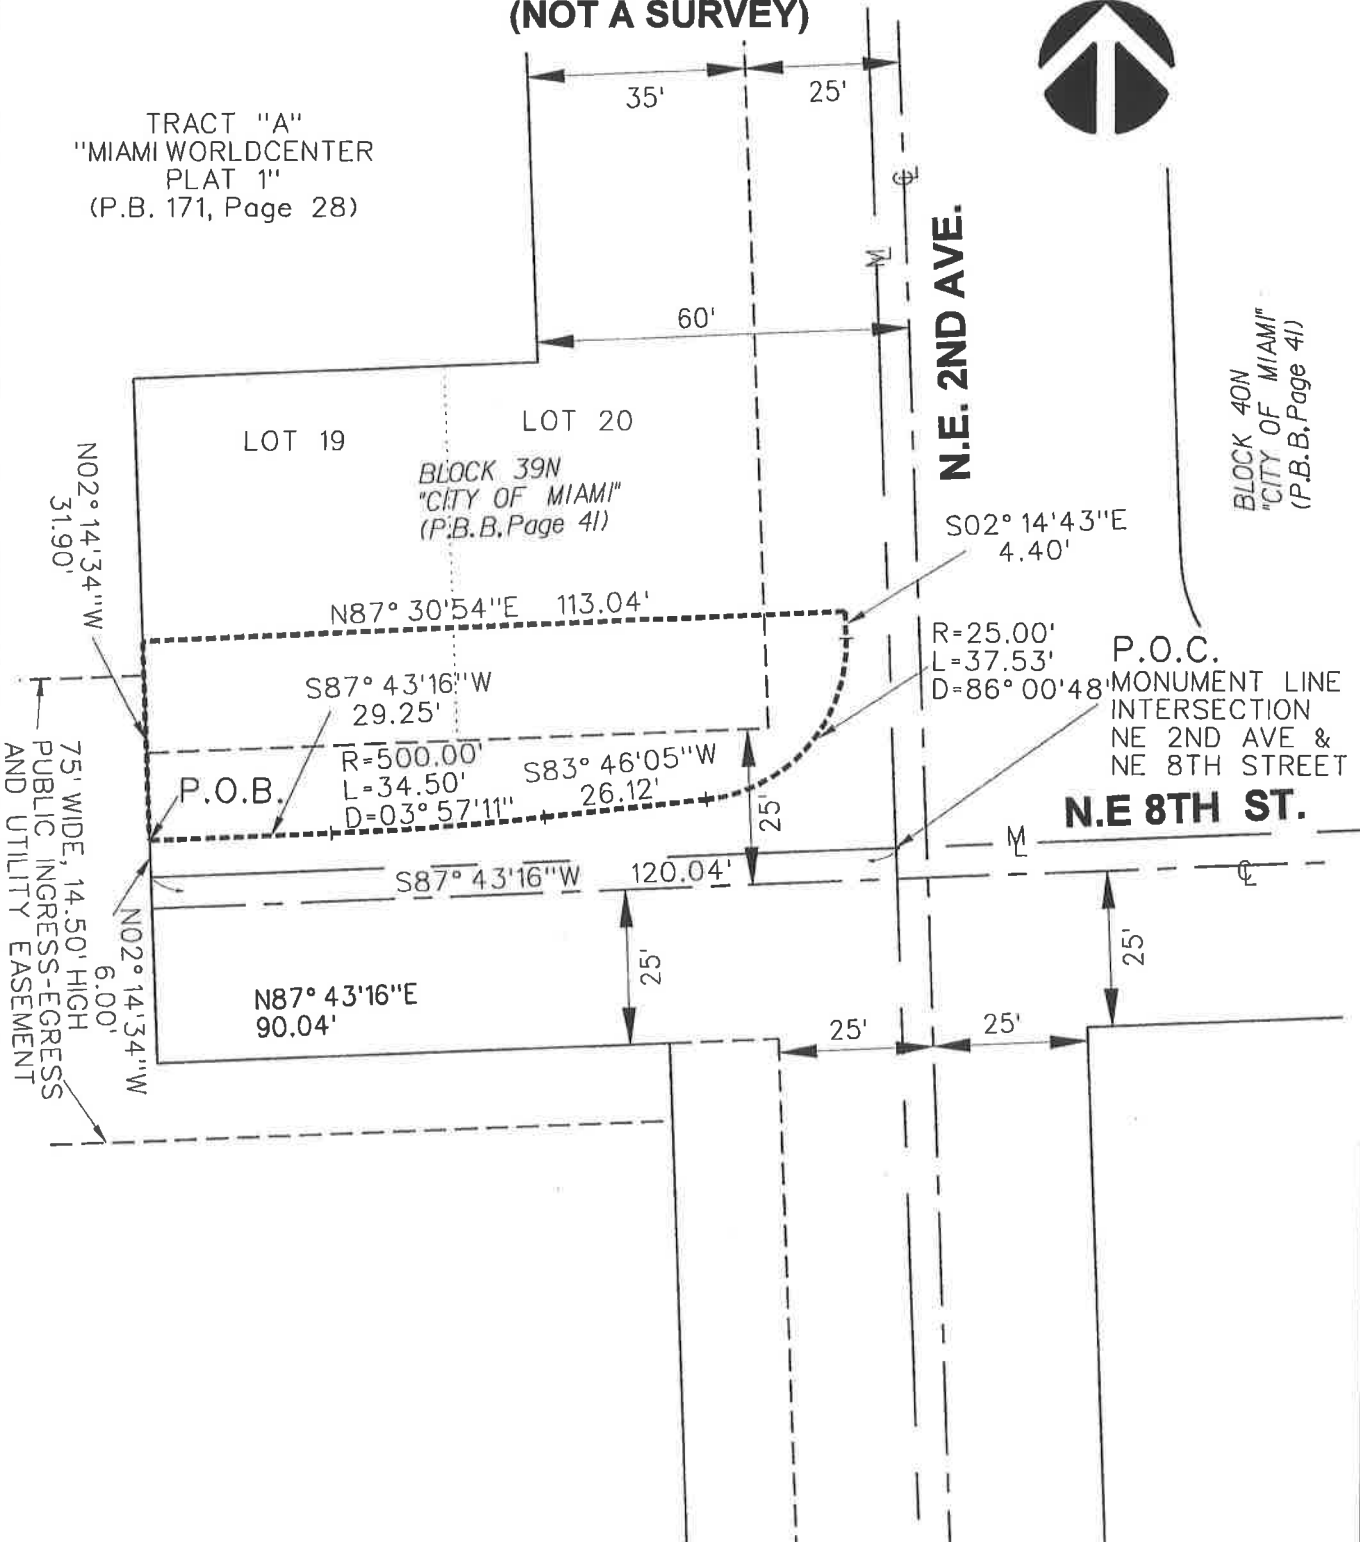 (NOT A SURVEY)
35'
25'
TRACT "A"
"MIAMI WORLDCENTER
PLAT 1"
(P.B. 171, Page 28)
℄
M̲L
N.E. 2ND AVE.
60'
BLOCK 40N
"CITY OF MIAMI"
(P.B.B,Page 41)
LOT 19
LOT 20
BLOCK 39N
"CITY OF MIAMI"
(P.B.B,Page 41)
N02°14'34"W
31.90'
S02°14'43"E
4.40'
N87°30'54"E 113.04'
R=25.00'
L=37.53'
D=86°00'48"
P.O.C.
MONUMENT LINE
INTERSECTION
NE 2ND AVE &
NE 8TH STREET
S87°43'16"W
29.25'
R=500.00'
L=34.50'
D=03°57'11"
S83°46'05"W
26.12'
25'
P.O.B.
N.E 8TH ST.
ML
℄
S87°43'16"W 120.04'
75' WIDE, 14.50' HIGH
PUBLIC INGRESS-EGRESS
AND UTILITY EASEMENT
N02°14'34"W
6.00'
25'
25'
N87°43'16"E
90.04'
25'
25'